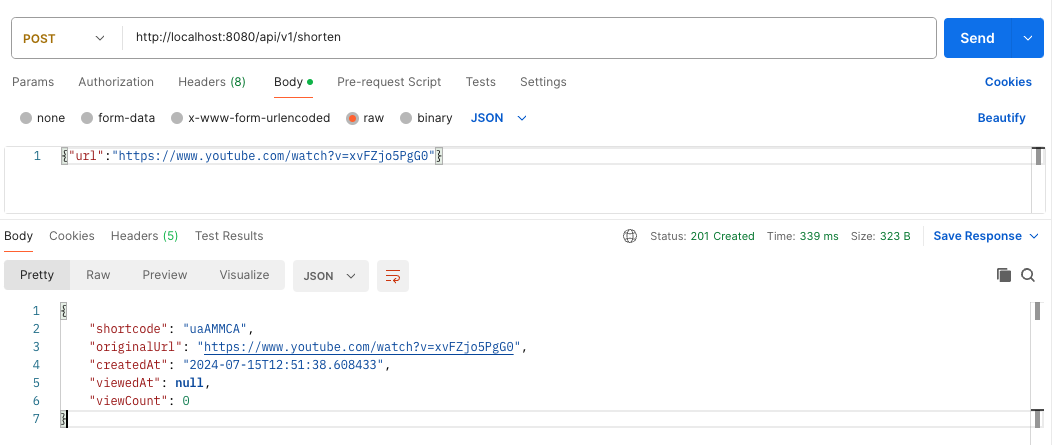 POST http://localhost:8080/api/v1/shorten Send
Params Authorization Headers (8) Body Pre-request Script Tests Settings Cookies
none form-data x-www-form-urlencoded raw binary JSON Beautify
1 {"url":"https://www.youtube.com/watch?v=xvFZjo5PgG0"}
Body Cookies Headers (5) Test Results Status: 201 Created Time: 339 ms Size: 323 B Save Response
Pretty Raw Preview Visualize JSON
1 {
2 "shortcode": "uaAMMCA",
3 "originalUrl": "https://www.youtube.com/watch?v=xvFZjo5PgG0",
4 "createdAt": "2024-07-15T12:51:38.608433",
5 "viewedAt": null,
6 "viewCount": 0
7 }